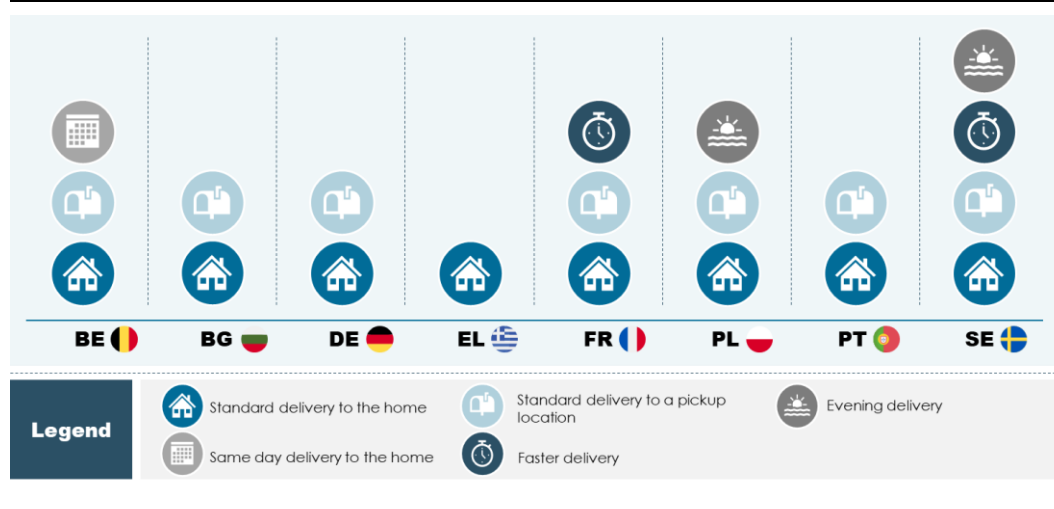 BE
BG
DE
EL
FR
PL
PT
SE
Legend
Standard delivery to the home
Standard delivery to a pickup
location
Evening delivery
Same day delivery to the home
Faster delivery